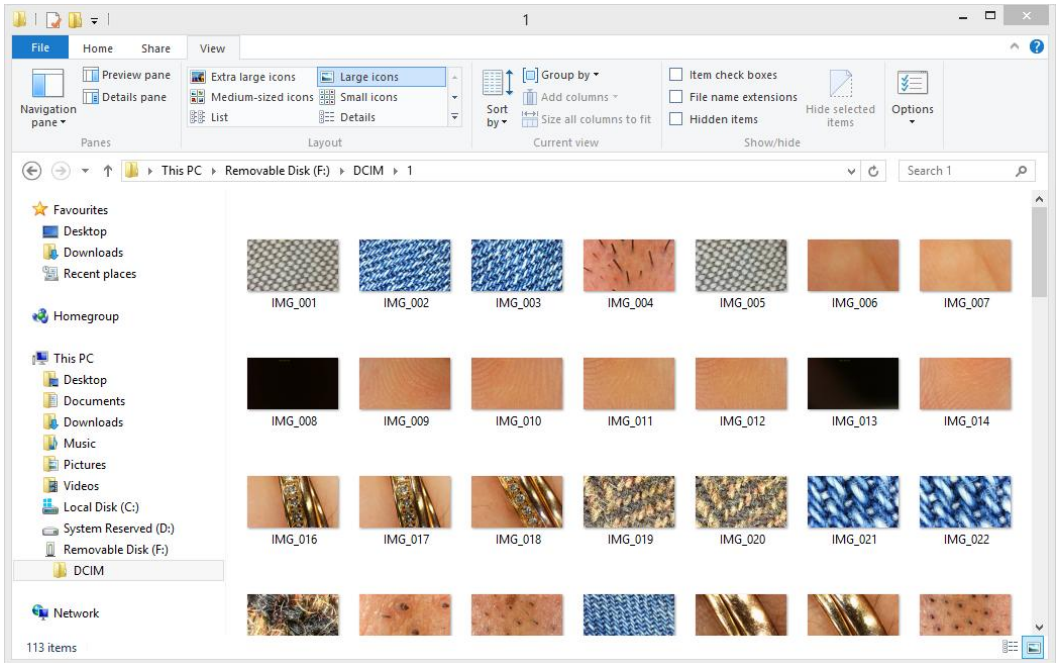 1
File Home Share View
Navigation pane
Preview pane
Details pane
Panes
Extra large icons Large icons
Medium-sized icons Small icons
List Details
Layout
Sort by
Group by
Add columns
Size all columns to fit
Current view
Item check boxes
File name extensions
Hidden items
Hide selected items
Show/hide
Options
This PC Removable Disk (F:) DCIM 1
Search 1
Favourites
Desktop
Downloads
Recent places
Homegroup
This PC
Desktop
Documents
Downloads
Music
Pictures
Videos
Local Disk (C:)
System Reserved (D:)
Removable Disk (F:)
DCIM
Network
IMG_001 IMG_002 IMG_003 IMG_004 IMG_005 IMG_006 IMG_007
IMG_008 IMG_009 IMG_010 IMG_011 IMG_012 IMG_013 IMG_014
IMG_016 IMG_017 IMG_018 IMG_019 IMG_020 IMG_021 IMG_022
113 items